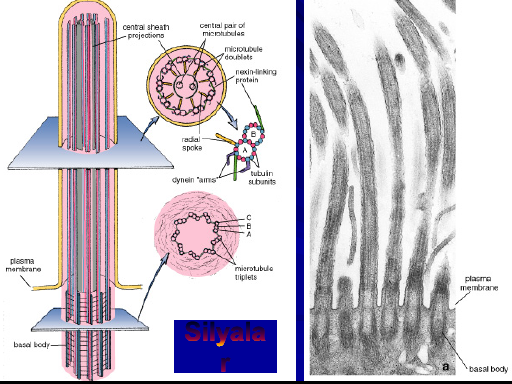 central sheath
projections
central pair of
microtubules
microtubule
doublets
nexin-linking
protein
B
A
radial
spoke
dynein "arms"
tubulin
subunits
C
B
A
microtubule
triplets
plasma
membrane
basal body
Silyala
r
plasma
membrane
basal body
a